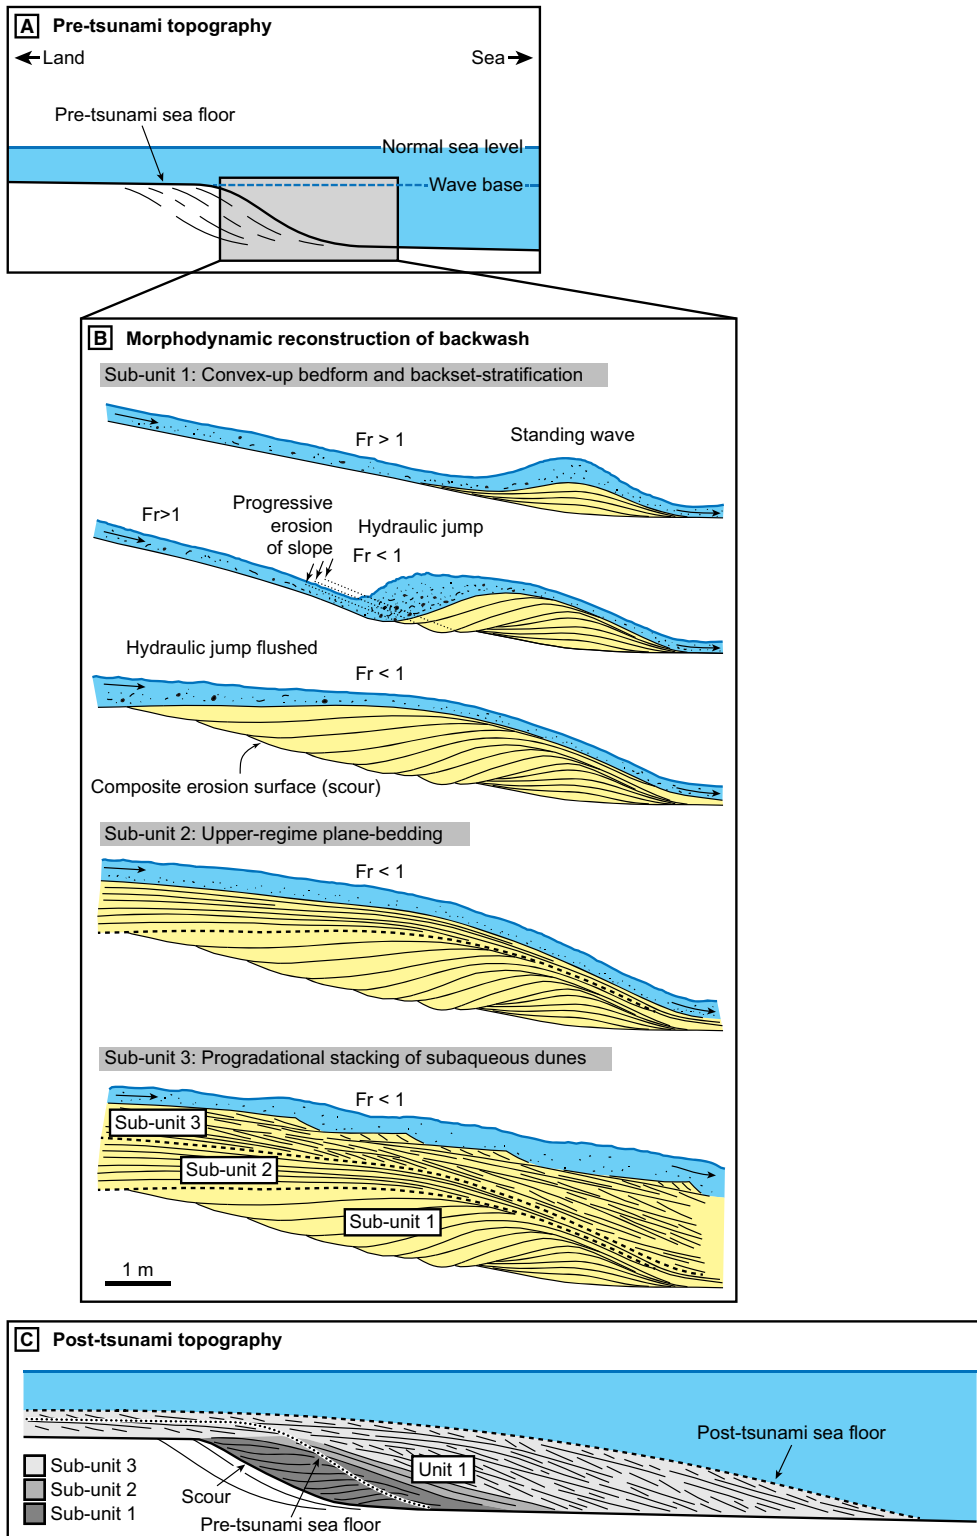 A Pre-tsunami topography
Land
Sea
Pre-tsunami sea floor
Normal sea level
Wave base
B Morphodynamic reconstruction of backwash
Sub-unit 1: Convex-up bedform and backset-stratification
Fr > 1
Standing wave
Fr>1
Progressive
erosion
of slope
Hydraulic jump
Fr < 1
Hydraulic jump flushed
Fr < 1
Composite erosion surface (scour)
Sub-unit 2: Upper-regime plane-bedding
Fr < 1
Sub-unit 3: Progradational stacking of subaqueous dunes
Fr < 1
Sub-unit 3
Sub-unit 2
Sub-unit 1
1 m
C Post-tsunami topography
Post-tsunami sea floor
Unit 1
Sub-unit 3
Sub-unit 2
Sub-unit 1
Scour
Pre-tsunami sea floor